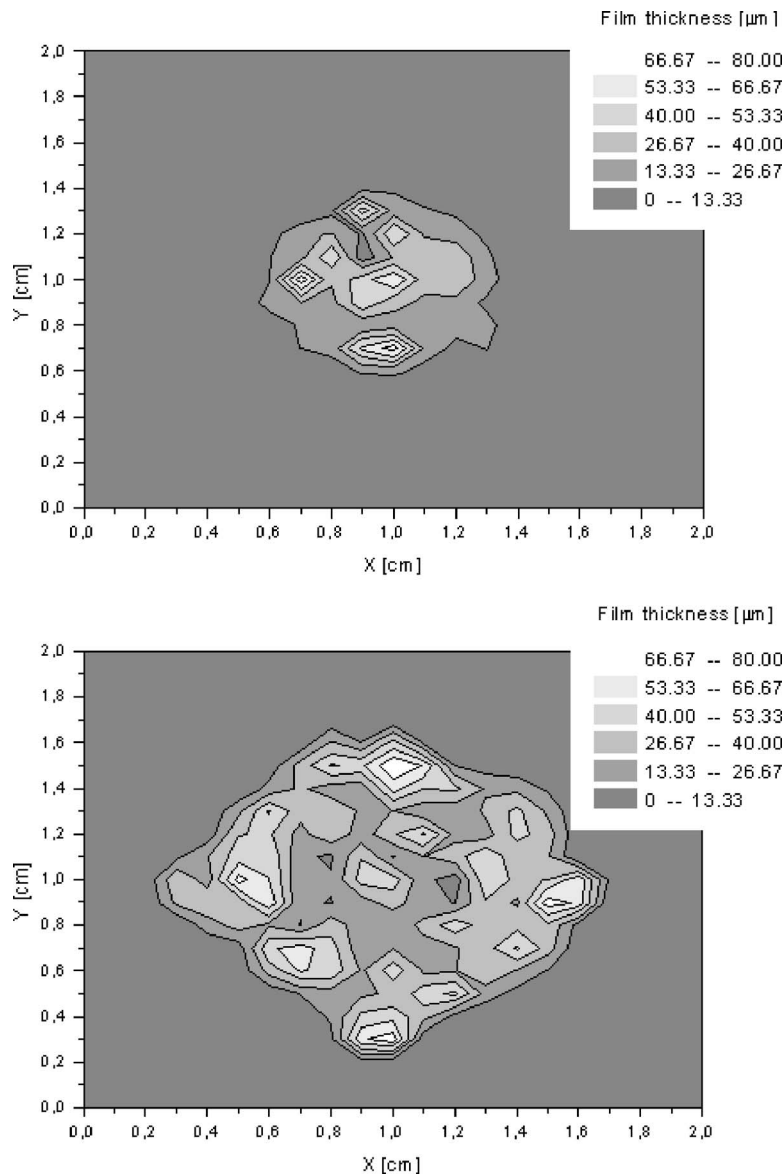 Film thickness [µm]
66.67 -- 80.00
53.33 -- 66.67
40.00 -- 53.33
26.67 -- 40.00
13.33 -- 26.67
0 -- 13.33
2,0
1,8
1,6
1,4
1,2
1,0
0,8
0,6
0,4
0,2
0,0
Y [cm]
0,0 0,2 0,4 0,6 0,8 1,0 1,2 1,4 1,6 1,8 2,0
X [cm]
Film thickness [µm]
66.67 -- 80.00
53.33 -- 66.67
40.00 -- 53.33
26.67 -- 40.00
13.33 -- 26.67
0 -- 13.33
2,0
1,8
1,6
1,4
1,2
1,0
0,8
0,6
0,4
0,2
0,0
Y [cm]
0,0 0,2 0,4 0,6 0,8 1,0 1,2 1,4 1,6 1,8 2,0
X [cm]